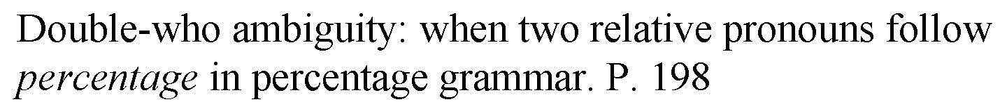 Double-who ambiguity: when two relative pronouns follow
percentage in percentage grammar. P. 198